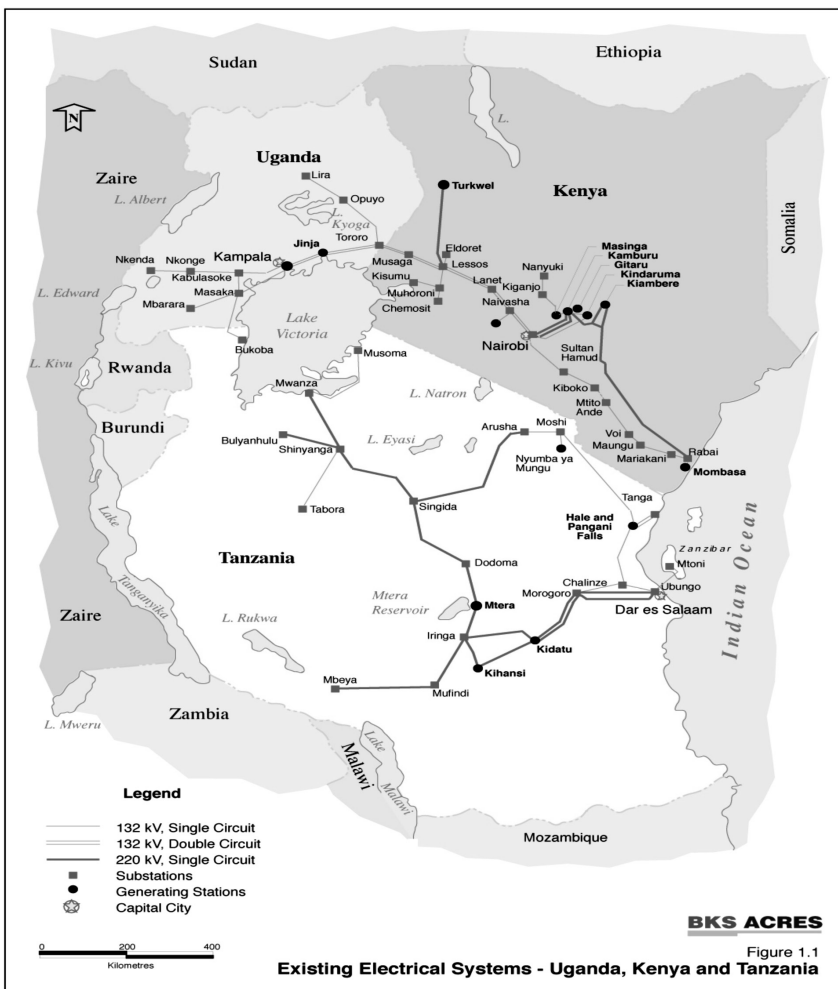 Sudan
Ethiopia
N
L.
Uganda
Zaire
Lira
Turkwel
Kenya
Somalia
L. Albert
Opuyo
L.
Kyoga
Masinga
Kamburu
Gitaru
Kindaruma
Kiambere
Jinja
Tororo
Eldoret
Kampala
Musaga
Lessos
Nkenda
Nkonge
Kabulasoke
Kisumu
Lanet
Nanyuki
Kiganjo
Masaka
Muhoroni
Naivasha
L. Edward
Mbarara
Chemosit
Lake
Victoria
Nairobi
Sultan
Hamud
Bukoba
Musoma
L. Kivu
Rwanda
Kiboko
Mwanza
L. Natron
Mtito
Ande
Burundi
Bulyanhulu
L. Eyasi
Arusha
Moshi
Voi
Maungu
Rabai
Shinyanga
Nyumba ya
Mungu
Mariakani
Mombasa
Lake
Tabora
Singida
Tanga
Hale and
Pangani
Falls
Tanzania
Zanzibar
Mtoni
Dodoma
Chalinze
Ubungo
Tanganyika
Mtera
Reservoir
Mtera
Morogoro
Dar es Salaam
Indian Ocean
Zaire
L. Rukwa
Iringa
Kidatu
Kihansi
Mbeya
Mufindi
L. Mweru
Zambia
Malawi
Lake
Malawi
Mozambique
Legend
132 kV, Single Circuit
132 kV, Double Circuit
220 kV, Single Circuit
Substations
Generating Stations
Capital City
0 200 400
Kilometres
BKS ACRES
Figure 1.1
Existing Electrical Systems - Uganda, Kenya and Tanzania